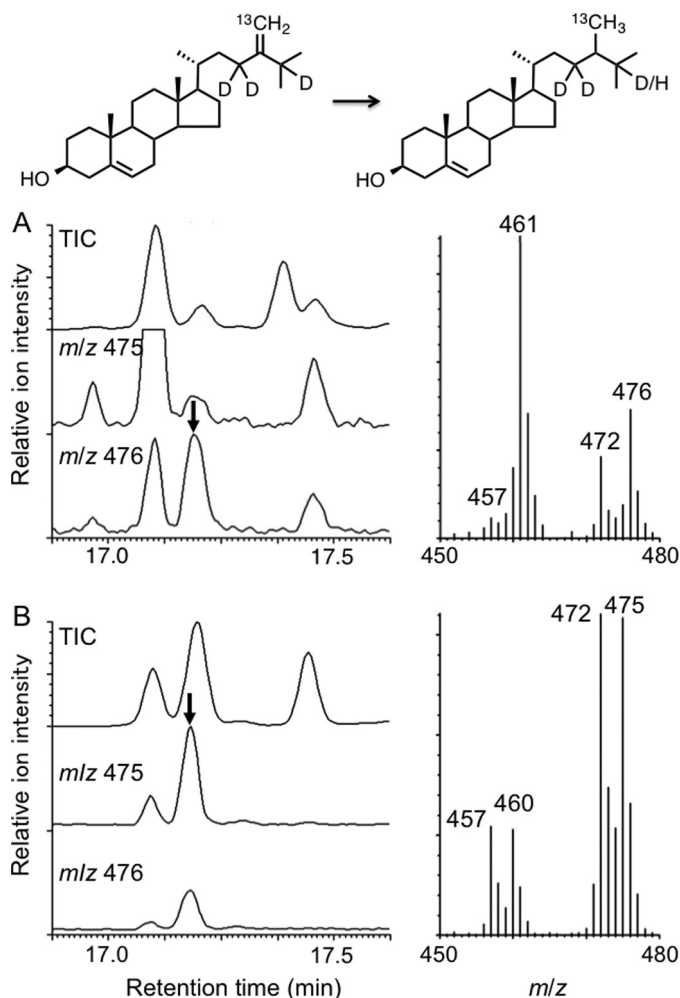 ¹³CH₂
¹³CH₃
D D D
D D D/H
HO
HO
A
TIC
m/z 475
m/z 476
Relative ion intensity
17.0 17.5
461
476
472
457
450 480
B
TIC
m/z 475
m/z 476
Relative ion intensity
17.0 17.5
Retention time (min)
472 475
457 460
450 480
m/z